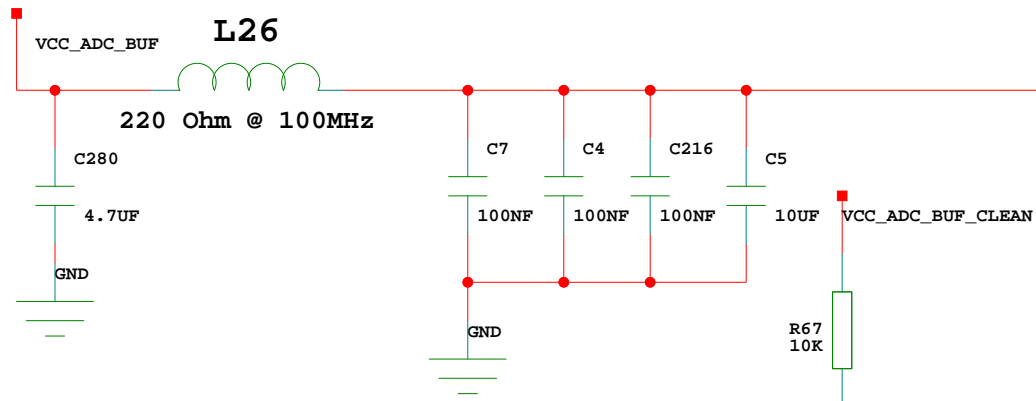 L26
VCC_ADC_BUF
220 Ohm @ 100MHz
C280
4.7UF
GND
C7
100NF
C4
100NF
C216
100NF
C5
10UF
GND
VCC_ADC_BUF_CLEAN
R67
10K